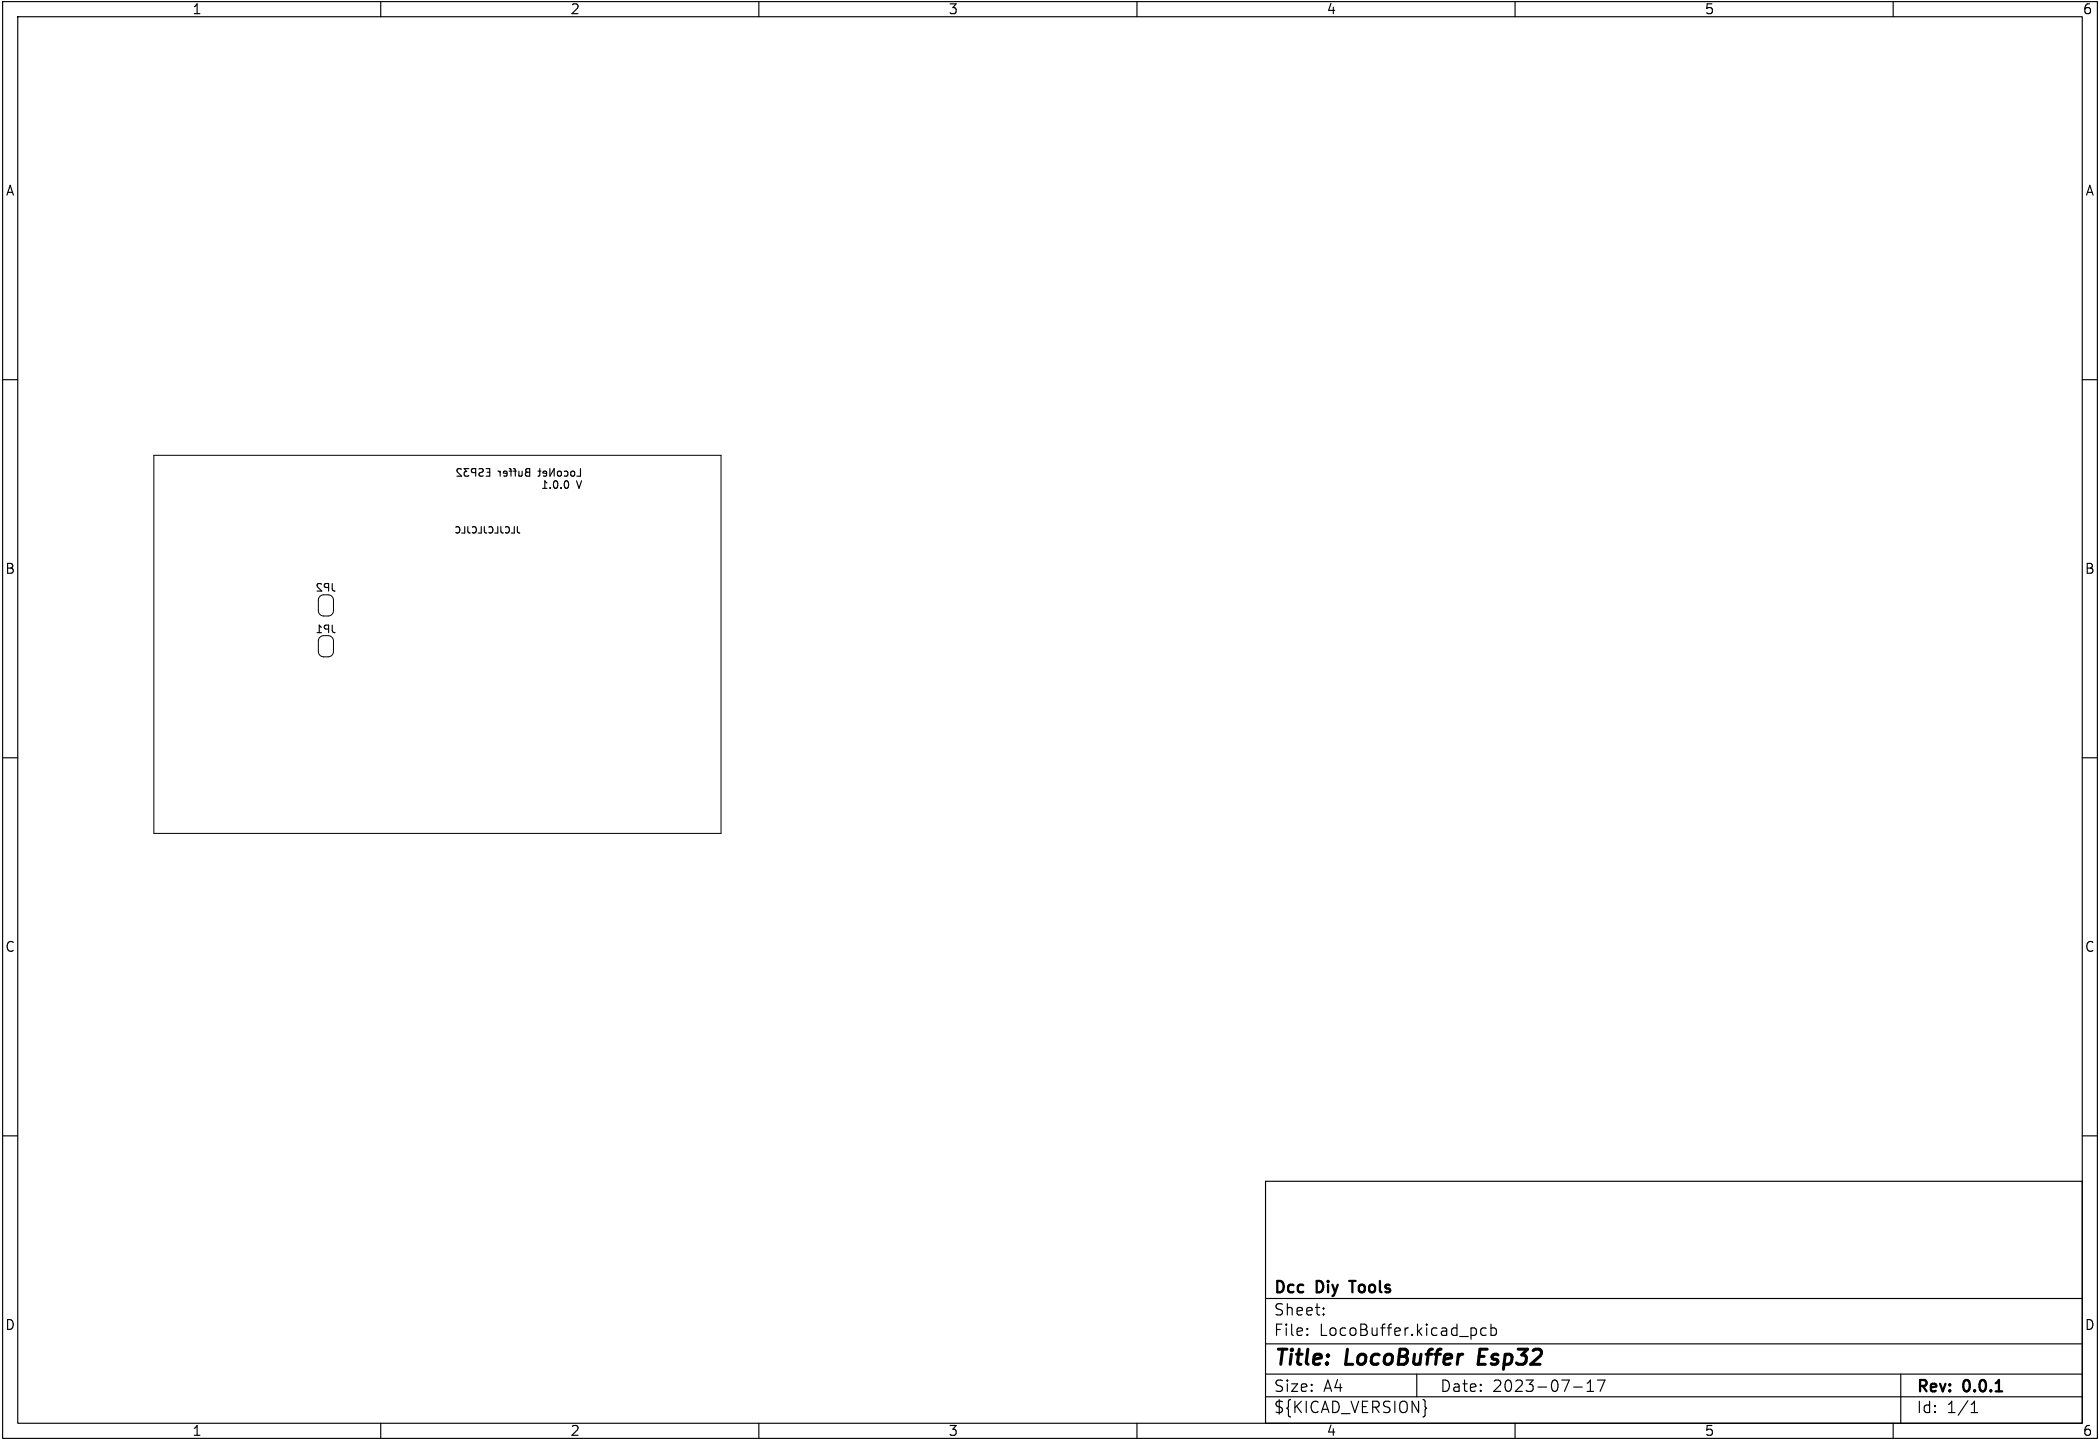 1 2 3 4 5 6
A A
LocoNet Buffer ESP32
V 0.0.1
JLCJLCJLCJLC
B B
JP2
JP1
C C
Dcc Diy Tools
Sheet:
D D
File: LocoBuffer.kicad_pcb
Title: LocoBuffer Esp32
Size: A4 Date: 2023-07-17 Rev: 0.0.1
${KICAD_VERSION} Id: 1/1
1 2 3 4 5 6